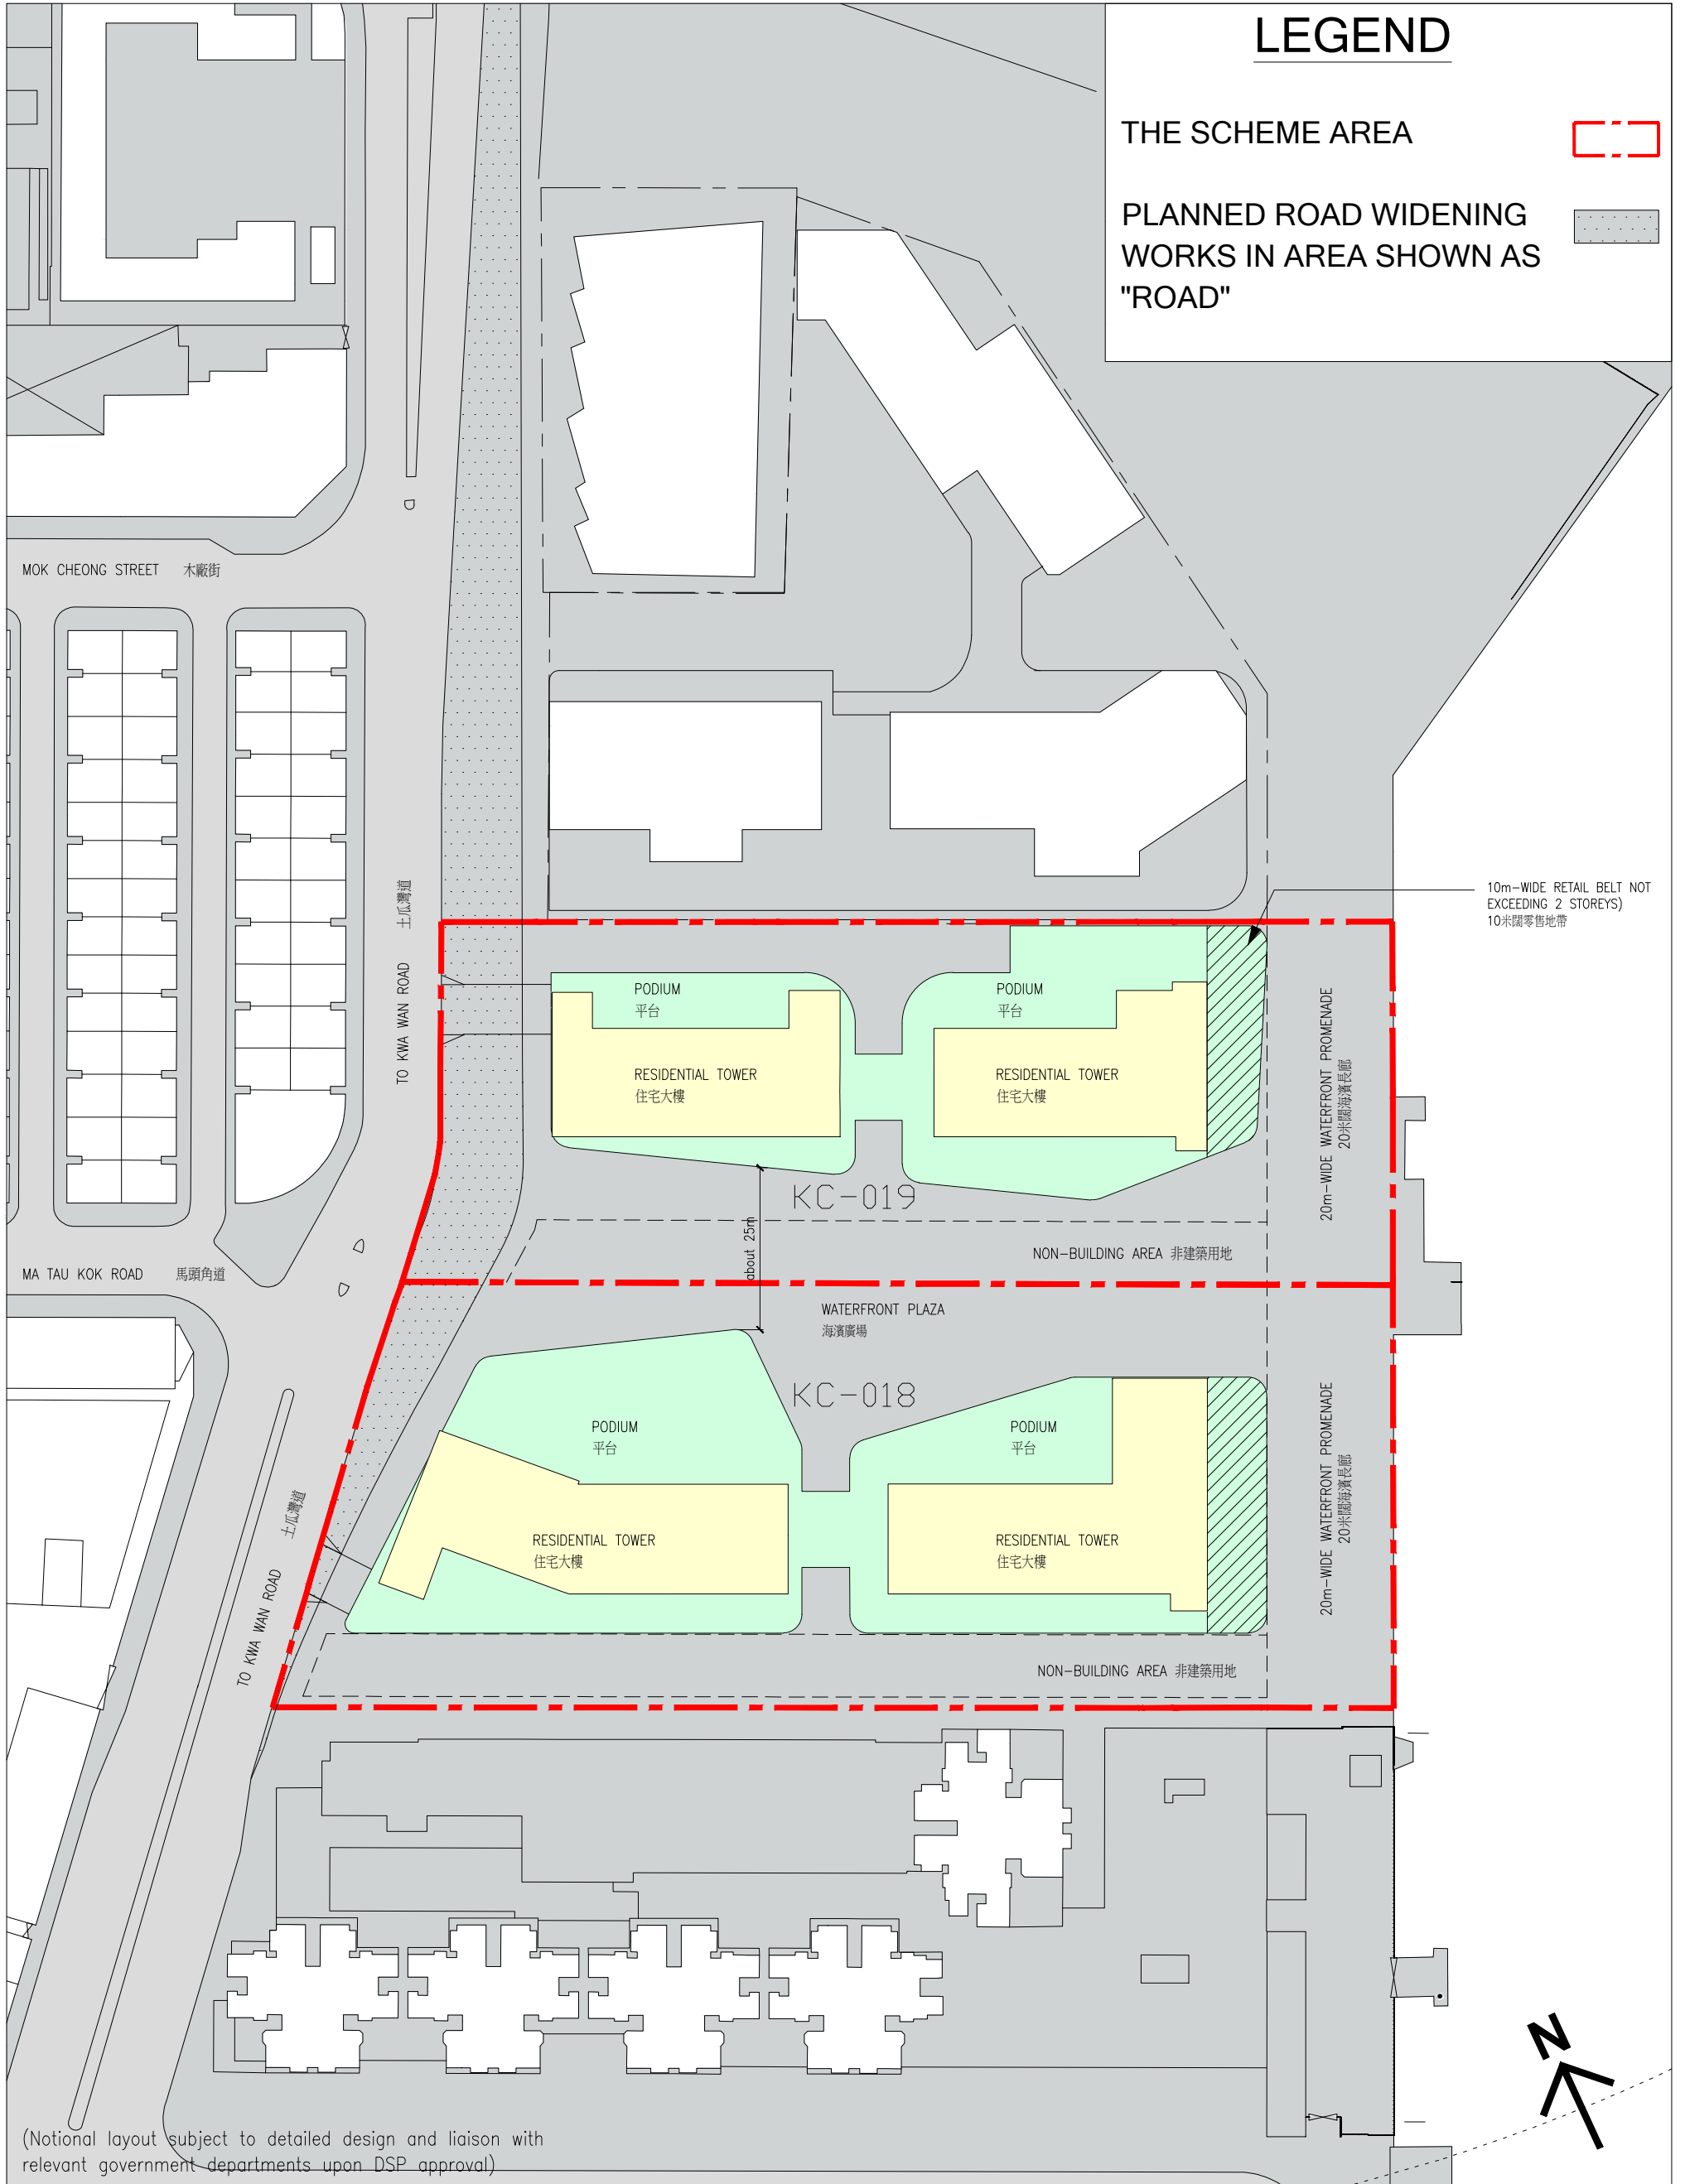 LEGEND
THE SCHEME AREA
PLANNED ROAD WIDENING
WORKS IN AREA SHOWN AS
"ROAD"
MOK CHEONG STREET 木廠街
土瓜灣道
TO KWA WAN ROAD
10m-WIDE RETAIL BELT NOT
EXCEEDING 2 STOREYS)
10米闊零售地帶
PODIUM
平台
PODIUM
平台
RESIDENTIAL TOWER
住宅大樓
RESIDENTIAL TOWER
住宅大樓
20m-WIDE WATERFRONT PROMENADE
20米闊海濱長廊
KC-019
about 25m
NON-BUILDING AREA 非建築用地
MA TAU KOK ROAD 馬頭角道
WATERFRONT PLAZA
海濱廣場
KC-018
PODIUM
平台
PODIUM
平台
RESIDENTIAL TOWER
住宅大樓
RESIDENTIAL TOWER
住宅大樓
20m-WIDE WATERFRONT PROMENADE
20米闊海濱長廊
土瓜灣道
TO KWA WAN ROAD
NON-BUILDING AREA 非建築用地
N
(Notional layout subject to detailed design and liaison with
relevant government departments upon DSP approval)